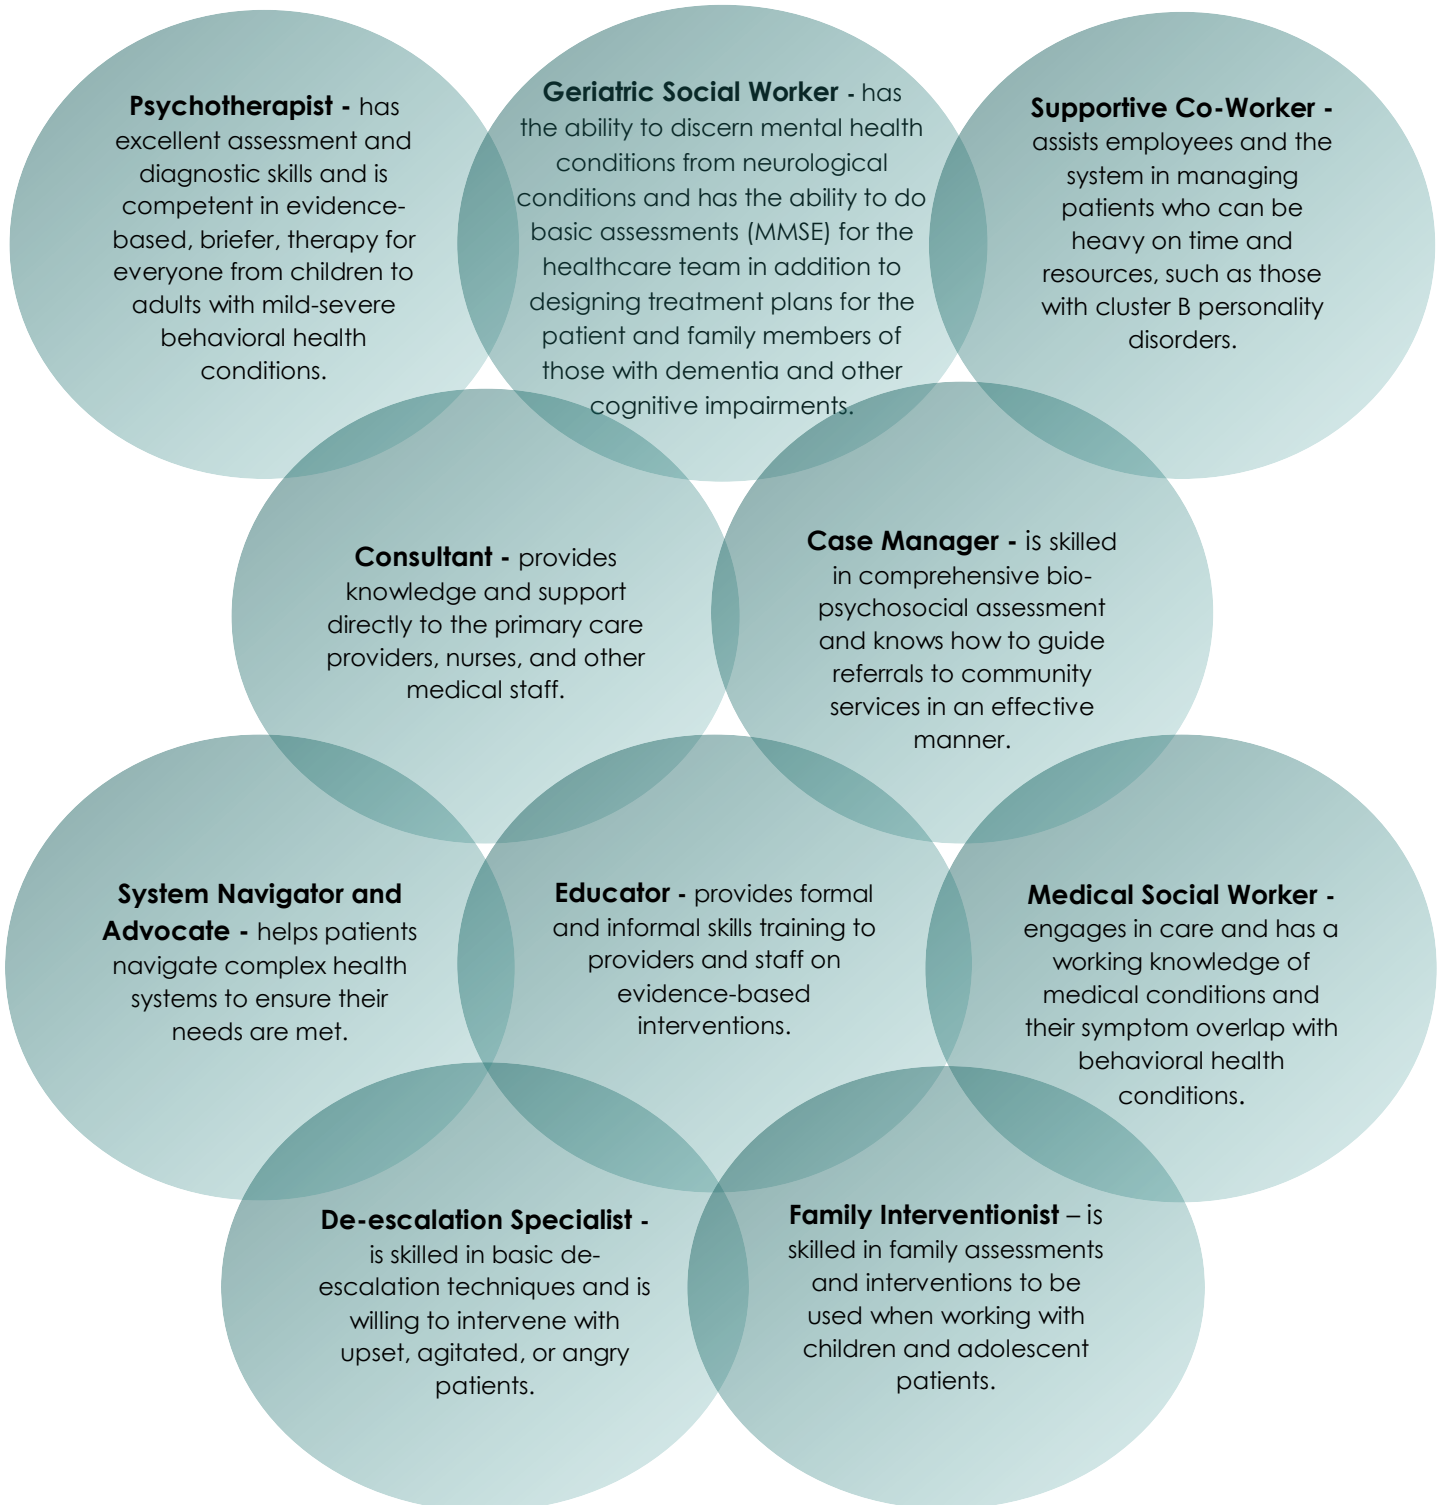 Psychotherapist - has
excellent assessment and
diagnostic skills and is
competent in evidence-
based, briefer, therapy for
everyone from children to
adults with mild-severe
behavioral health
conditions.
Geriatric Social Worker - has
the ability to discern mental health
conditions from neurological
conditions and has the ability to do
basic assessments (MMSE) for the
healthcare team in addition to
designing treatment plans for the
patient and family members of
those with dementia and other
cognitive impairments.
Supportive Co-Worker -
assists employees and the
system in managing
patients who can be
heavy on time and
resources, such as those
with cluster B personality
disorders.
Consultant - provides
knowledge and support
directly to the primary care
providers, nurses, and other
medical staff.
Case Manager - is skilled
in comprehensive bio-
psychosocial assessment
and knows how to guide
referrals to community
services in an effective
manner.
System Navigator and
Advocate - helps patients
navigate complex health
systems to ensure their
needs are met.
Educator - provides formal
and informal skills training to
providers and staff on
evidence-based
interventions.
Medical Social Worker -
engages in care and has a
working knowledge of
medical conditions and
their symptom overlap with
behavioral health
conditions.
De-escalation Specialist -
is skilled in basic de-
escalation techniques and is
willing to intervene with
upset, agitated, or angry
patients.
Family Interventionist – is
skilled in family assessments
and interventions to be
used when working with
children and adolescent
patients.